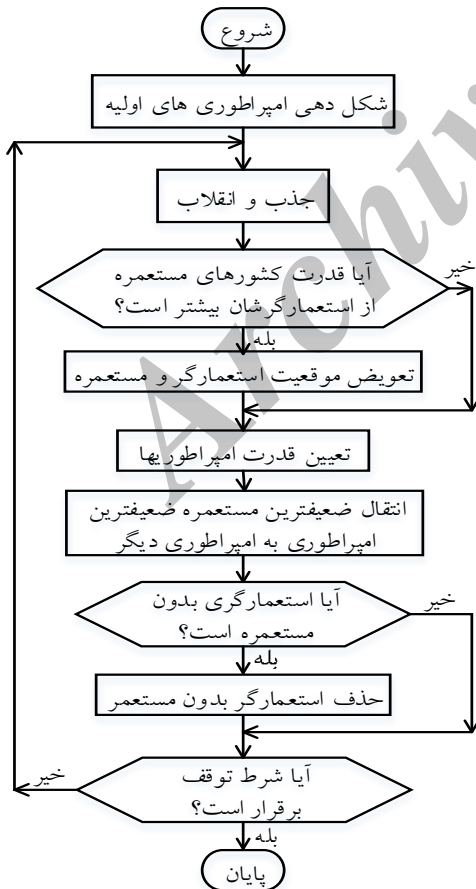 شروع
شکل دهی امپراطوری های اولیه
جذب و انقلاب
آیا قدرت کشورهای مستعمره
از استعمارگرشان بیشتر است؟
خیر
بله
تعویض موقعیت استعمارگر و مستعمره
تعیین قدرت امپراطوریها
انتقال ضعیفترین مستعمره ضعیفترین
امپراطوری به امپراطوری دیگر
آیا استعمارگری بدون
مستعمره است؟
خیر
بله
حذف استعمارگر بدون مستعمر
آیا شرط توقف
برقرار است؟
خیر
بله
پایان
Archiv